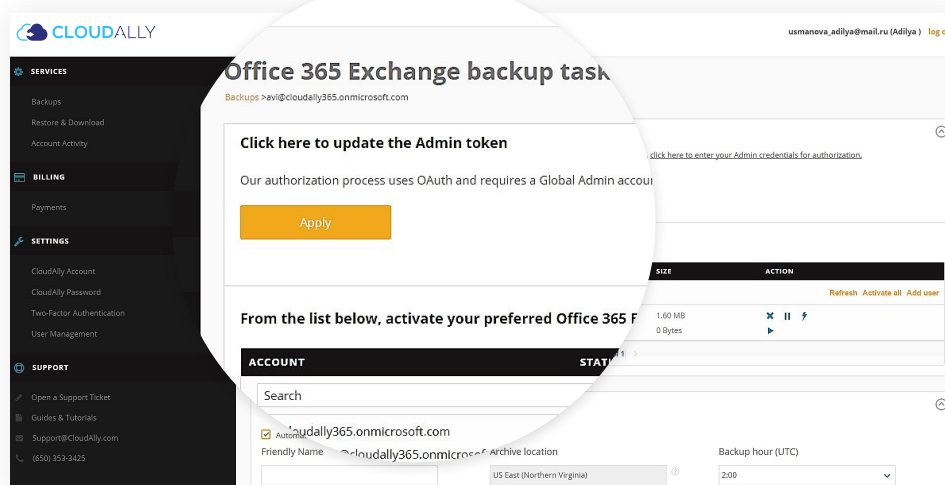 CLOUDALLY
usmanova_adilya@mail.ru (Adilya )
SERVICES
Backups
Restore & Download
Account Activity
BILLING
Payments
SETTINGS
CloudAlly Account
CloudAlly Password
Two-Factor Authentication
User Management
SUPPORT
Open a Support Ticket
Guides & Tutorials
Support@CloudAlly.com
(650) 353-3425
Office 365 Exchange backup task
Backups >avi@cloudally365.onmicrosoft.com
Click here to update the Admin token
click here to enter your Admin credentials for authorization.
Our authorization process uses OAuth and requires a Global Admin
Apply
From the list below, activate your preferred Office 365
ACCOUNT
SIZE ACTION
Refresh Activate all Add user
Search
1.60 MB
0 Bytes
1
cloudally365.onmicrosoft.com
Friendly Name
Archive location
Backup hour (UTC)
US East (Northern Virginia)
2:00